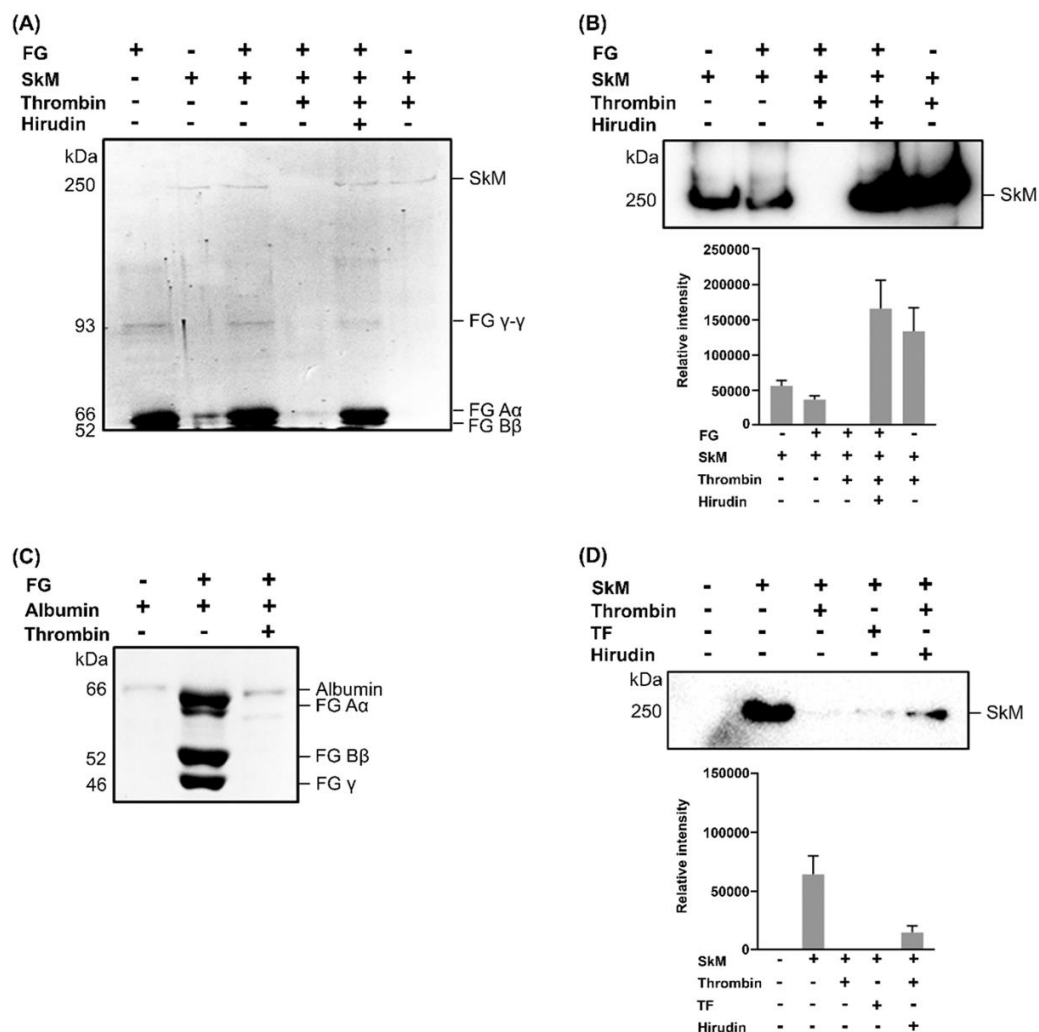 (A)
FG + - + + + -
SkM - + + + + +
Thrombin - - - + + +
Hirudin - - - - + -
kDa
250 SkM
93 FG γ-γ
66 FG Aα
52 FG Bβ
(B)
FG - + + + -
SkM + + + + +
Thrombin - - + + +
Hirudin - - - + -
kDa
250 SkM
Relative intensity
250000
200000
150000
100000
50000
0
FG - + + + -
SkM + + + + +
Thrombin - - + + +
Hirudin - - - + -
(C)
FG - + +
Albumin + + +
Thrombin - - +
kDa
66 Albumin
FG Aα
52 FG Bβ
46 FG γ
(D)
SkM - + + + +
Thrombin - - + - +
TF - - - + -
Hirudin - - - - +
kDa
250 SkM
Relative intensity
150000
100000
50000
0
SkM - + + + +
Thrombin - - + - +
TF - - - + -
Hirudin - - - - +